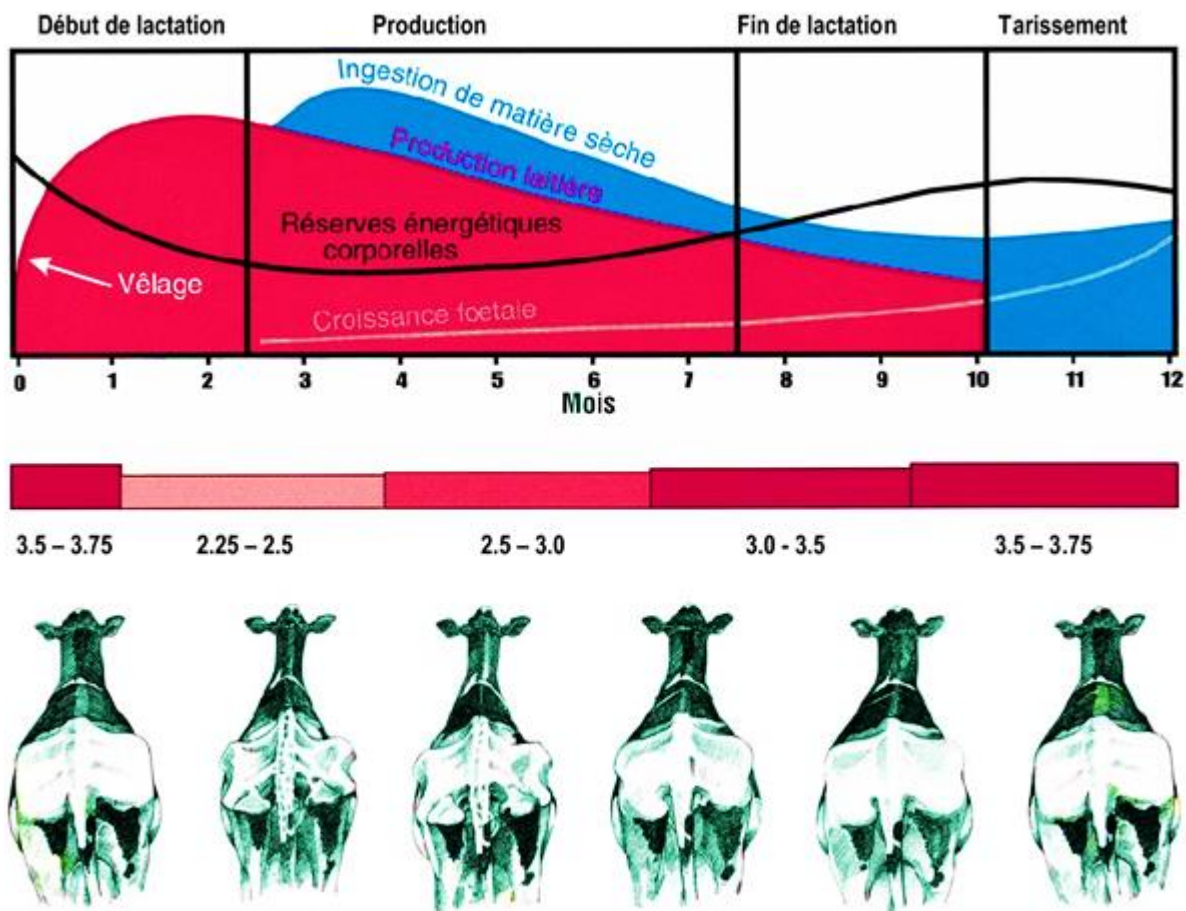 Début de lactation Production Fin de lactation Tarissement
Ingestion de matière sèche
Production laitière
Réserves énergétiques
corporelles
Vêlage
Croissance foetale
0 1 2 3 4 5 6 7 8 9 10 11 12
Mois
3.5 – 3.75 2.25 – 2.5 2.5 – 3.0 3.0 - 3.5 3.5 – 3.75